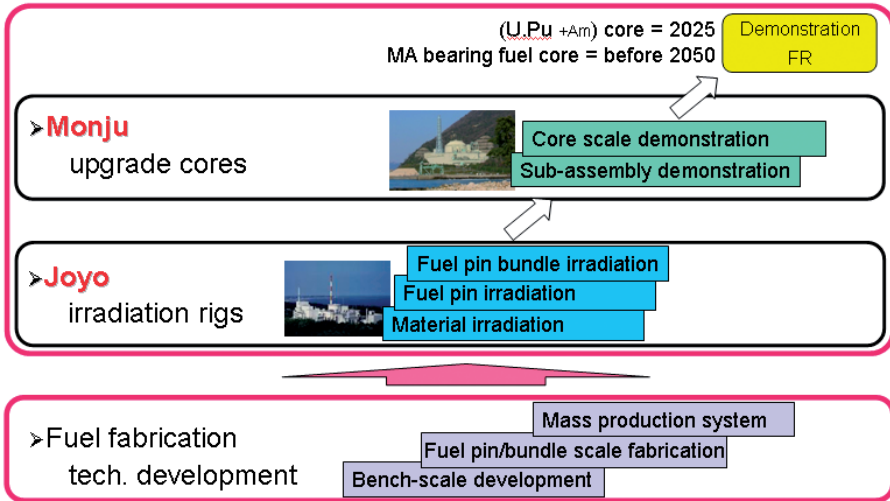 (U.Pu +Am) core = 2025
MA bearing fuel core = before 2050
Demonstration
FR
➢Monju
upgrade cores
Core scale demonstration
Sub-assembly demonstration
➢Joyo
irradiation rigs
Fuel pin bundle irradiation
Fuel pin irradiation
Material irradiation
➢Fuel fabrication
tech. development
Mass production system
Fuel pin/bundle scale fabrication
Bench-scale development